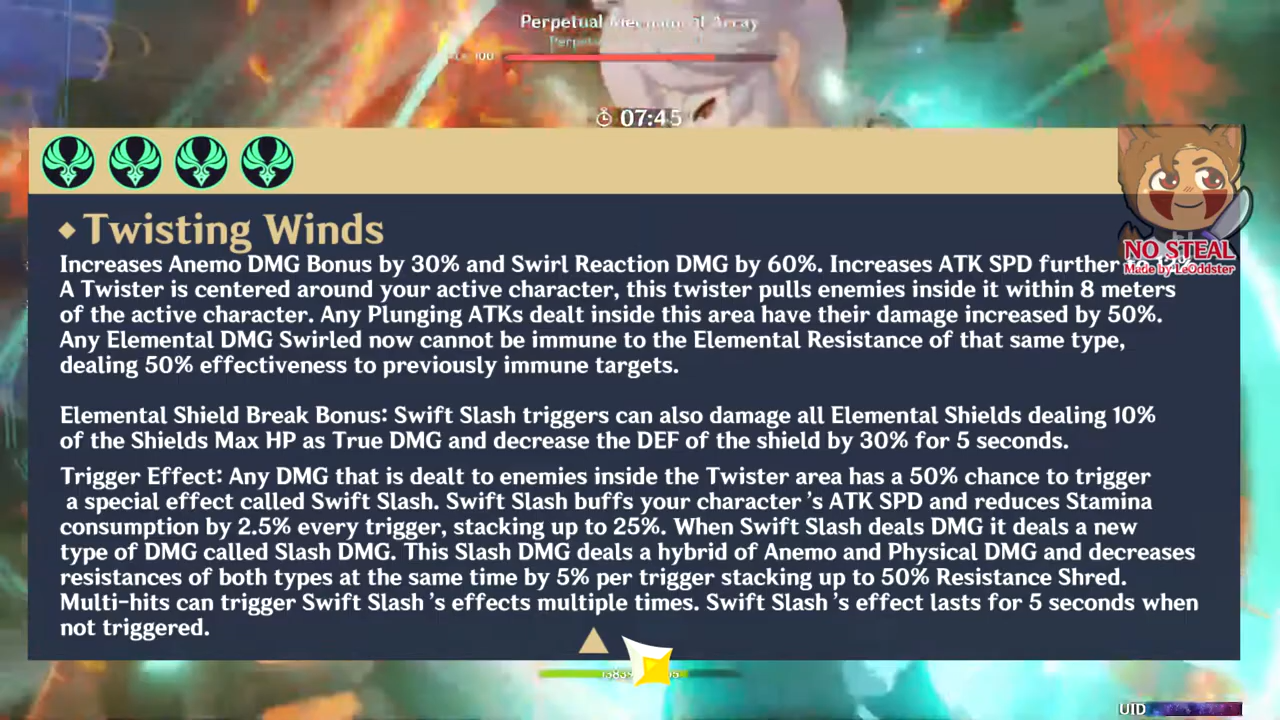 Perpetual Mechanical Array
100
07:45
Twisting Winds
Increases Anemo DMG Bonus by 30% and Swirl Reaction DMG by 60%. Increases ATK SPD further
NO STEAL
Made by LeOddster
A Twister is centered around your active character, this twister pulls enemies inside it within 8 meters
of the active character. Any Plunging ATKs dealt inside this area have their damage increased by 50%.
Any Elemental DMG Swirled now cannot be immune to the Elemental Resistance of that same type,
dealing 50% effectiveness to previously immune targets.
Elemental Shield Break Bonus: Swift Slash triggers can also damage all Elemental Shields dealing 10%
of the Shields Max HP as True DMG and decrease the DEF of the shield by 30% for 5 seconds.
Trigger Effect: Any DMG that is dealt to enemies inside the Twister area has a 50% chance to trigger
a special effect called Swift Slash. Swift Slash buffs your character's ATK SPD and reduces Stamina
consumption by 2.5% every trigger, stacking up to 25%. When Swift Slash deals DMG it deals a new
type of DMG called Slash DMG. This Slash DMG deals a hybrid of Anemo and Physical DMG and decreases
resistances of both types at the same time by 5% per trigger stacking up to 50% Resistance Shred.
Multi-hits can trigger Swift Slash's effects multiple times. Swift Slash's effect lasts for 5 seconds when
not triggered.
UID